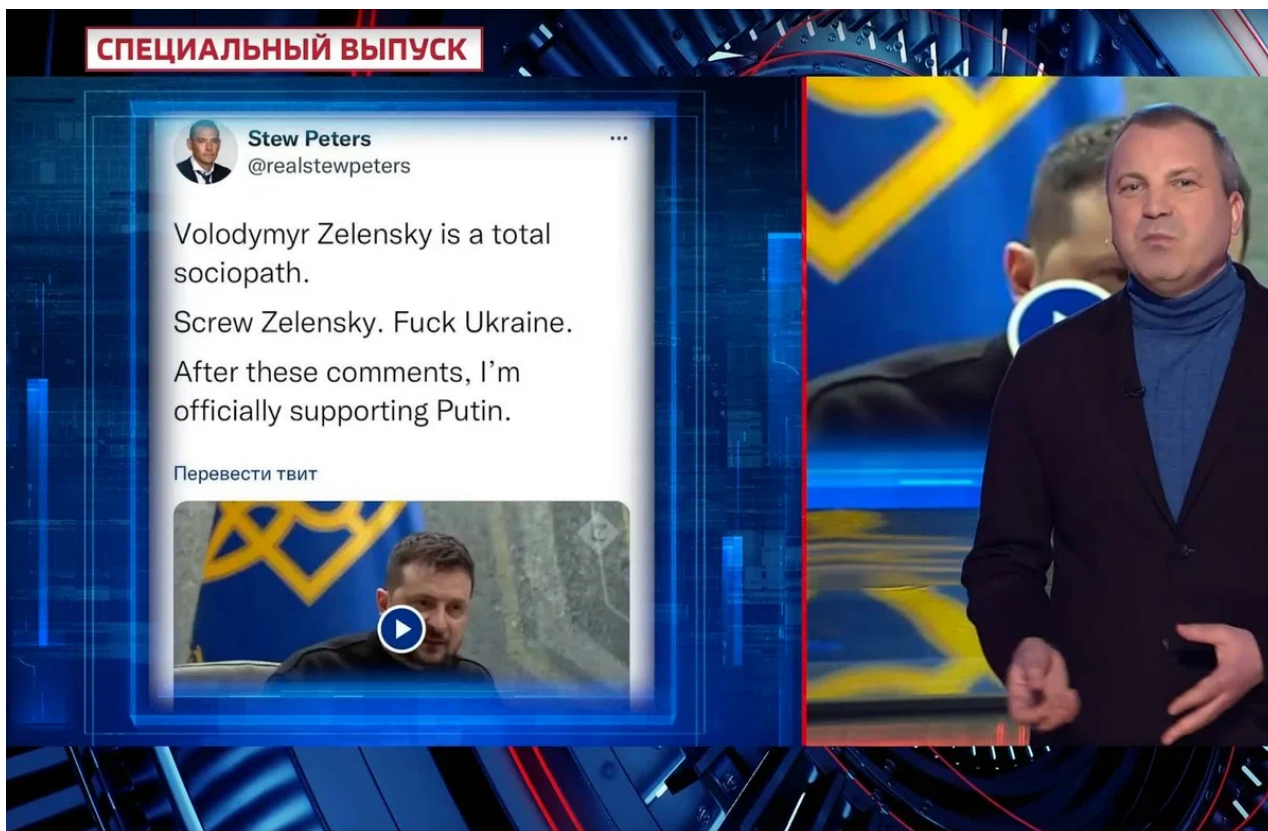 СПЕЦИАЛЬНЫЙ ВЫПУСК
Stew Peters
@realstewpeters
Volodymyr Zelensky is a total
sociopath.
Screw Zelensky. Fuck Ukraine.
After these comments, I’m
officially supporting Putin.
Перевести твит